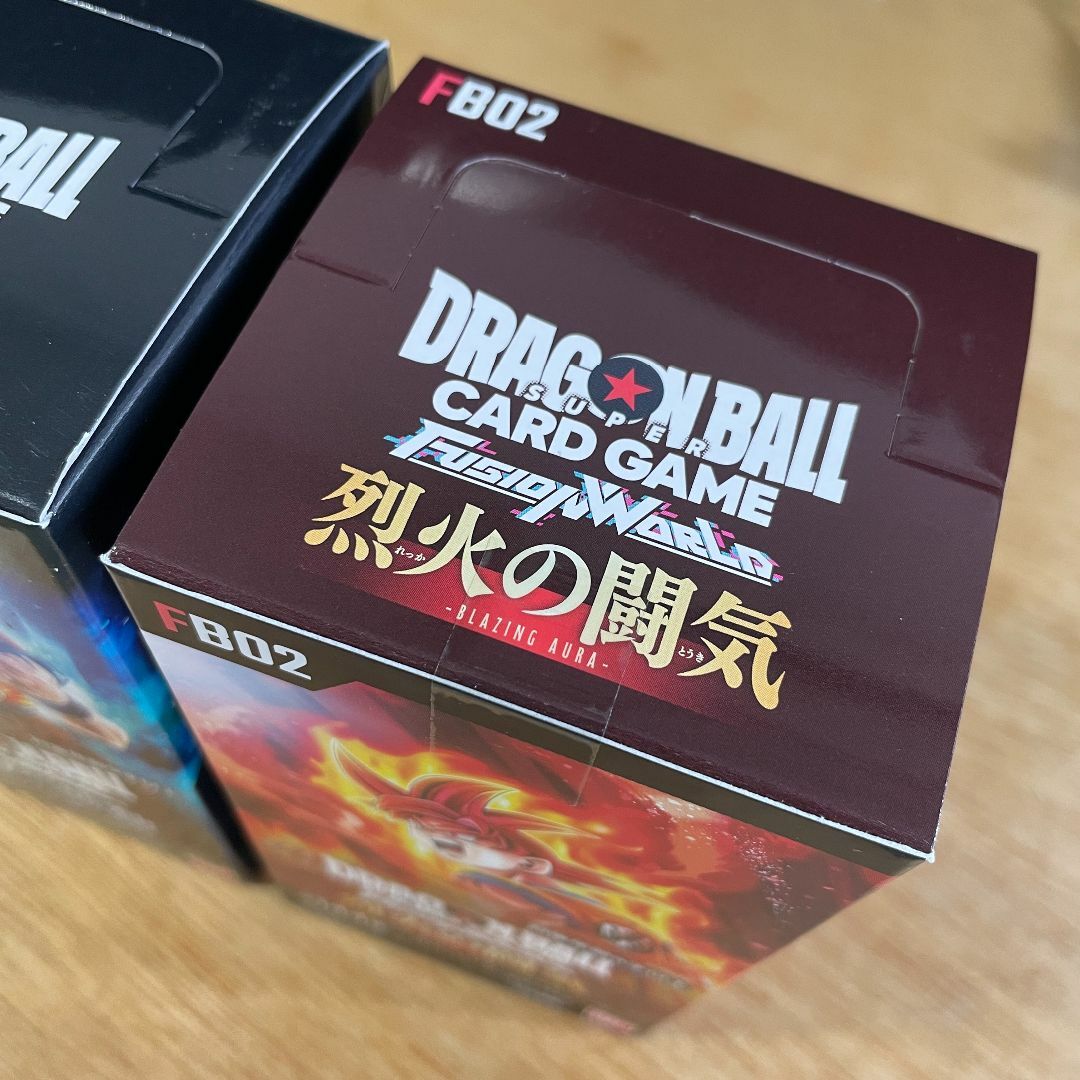 BALL
FB02
DRAGON BALL
SUPER
CARD GAME
FUSION WORLD
烈火の闘気
れっか
とうき
-BLAZING AURA-
FB02